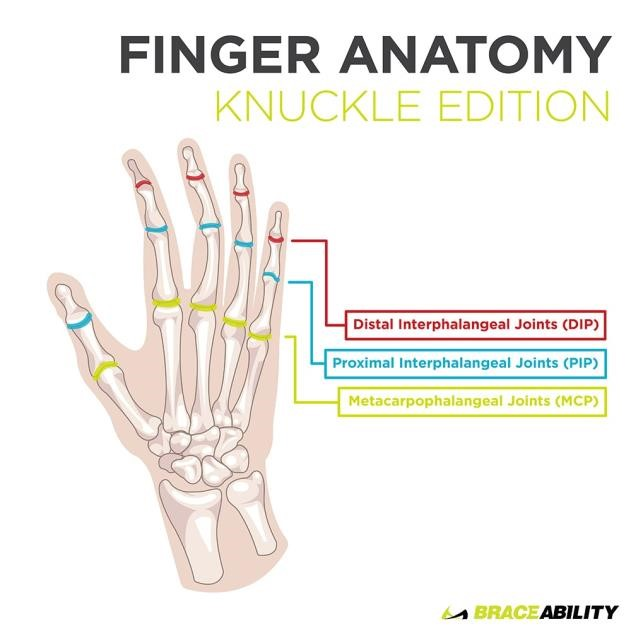 FINGER ANATOMY
KNUCKLE EDITION
Distal Interphalangeal Joints (DIP)
Proximal Interphalangeal Joints (PIP)
Metacarpophalangeal Joints (MCP)
BRACEABILITY